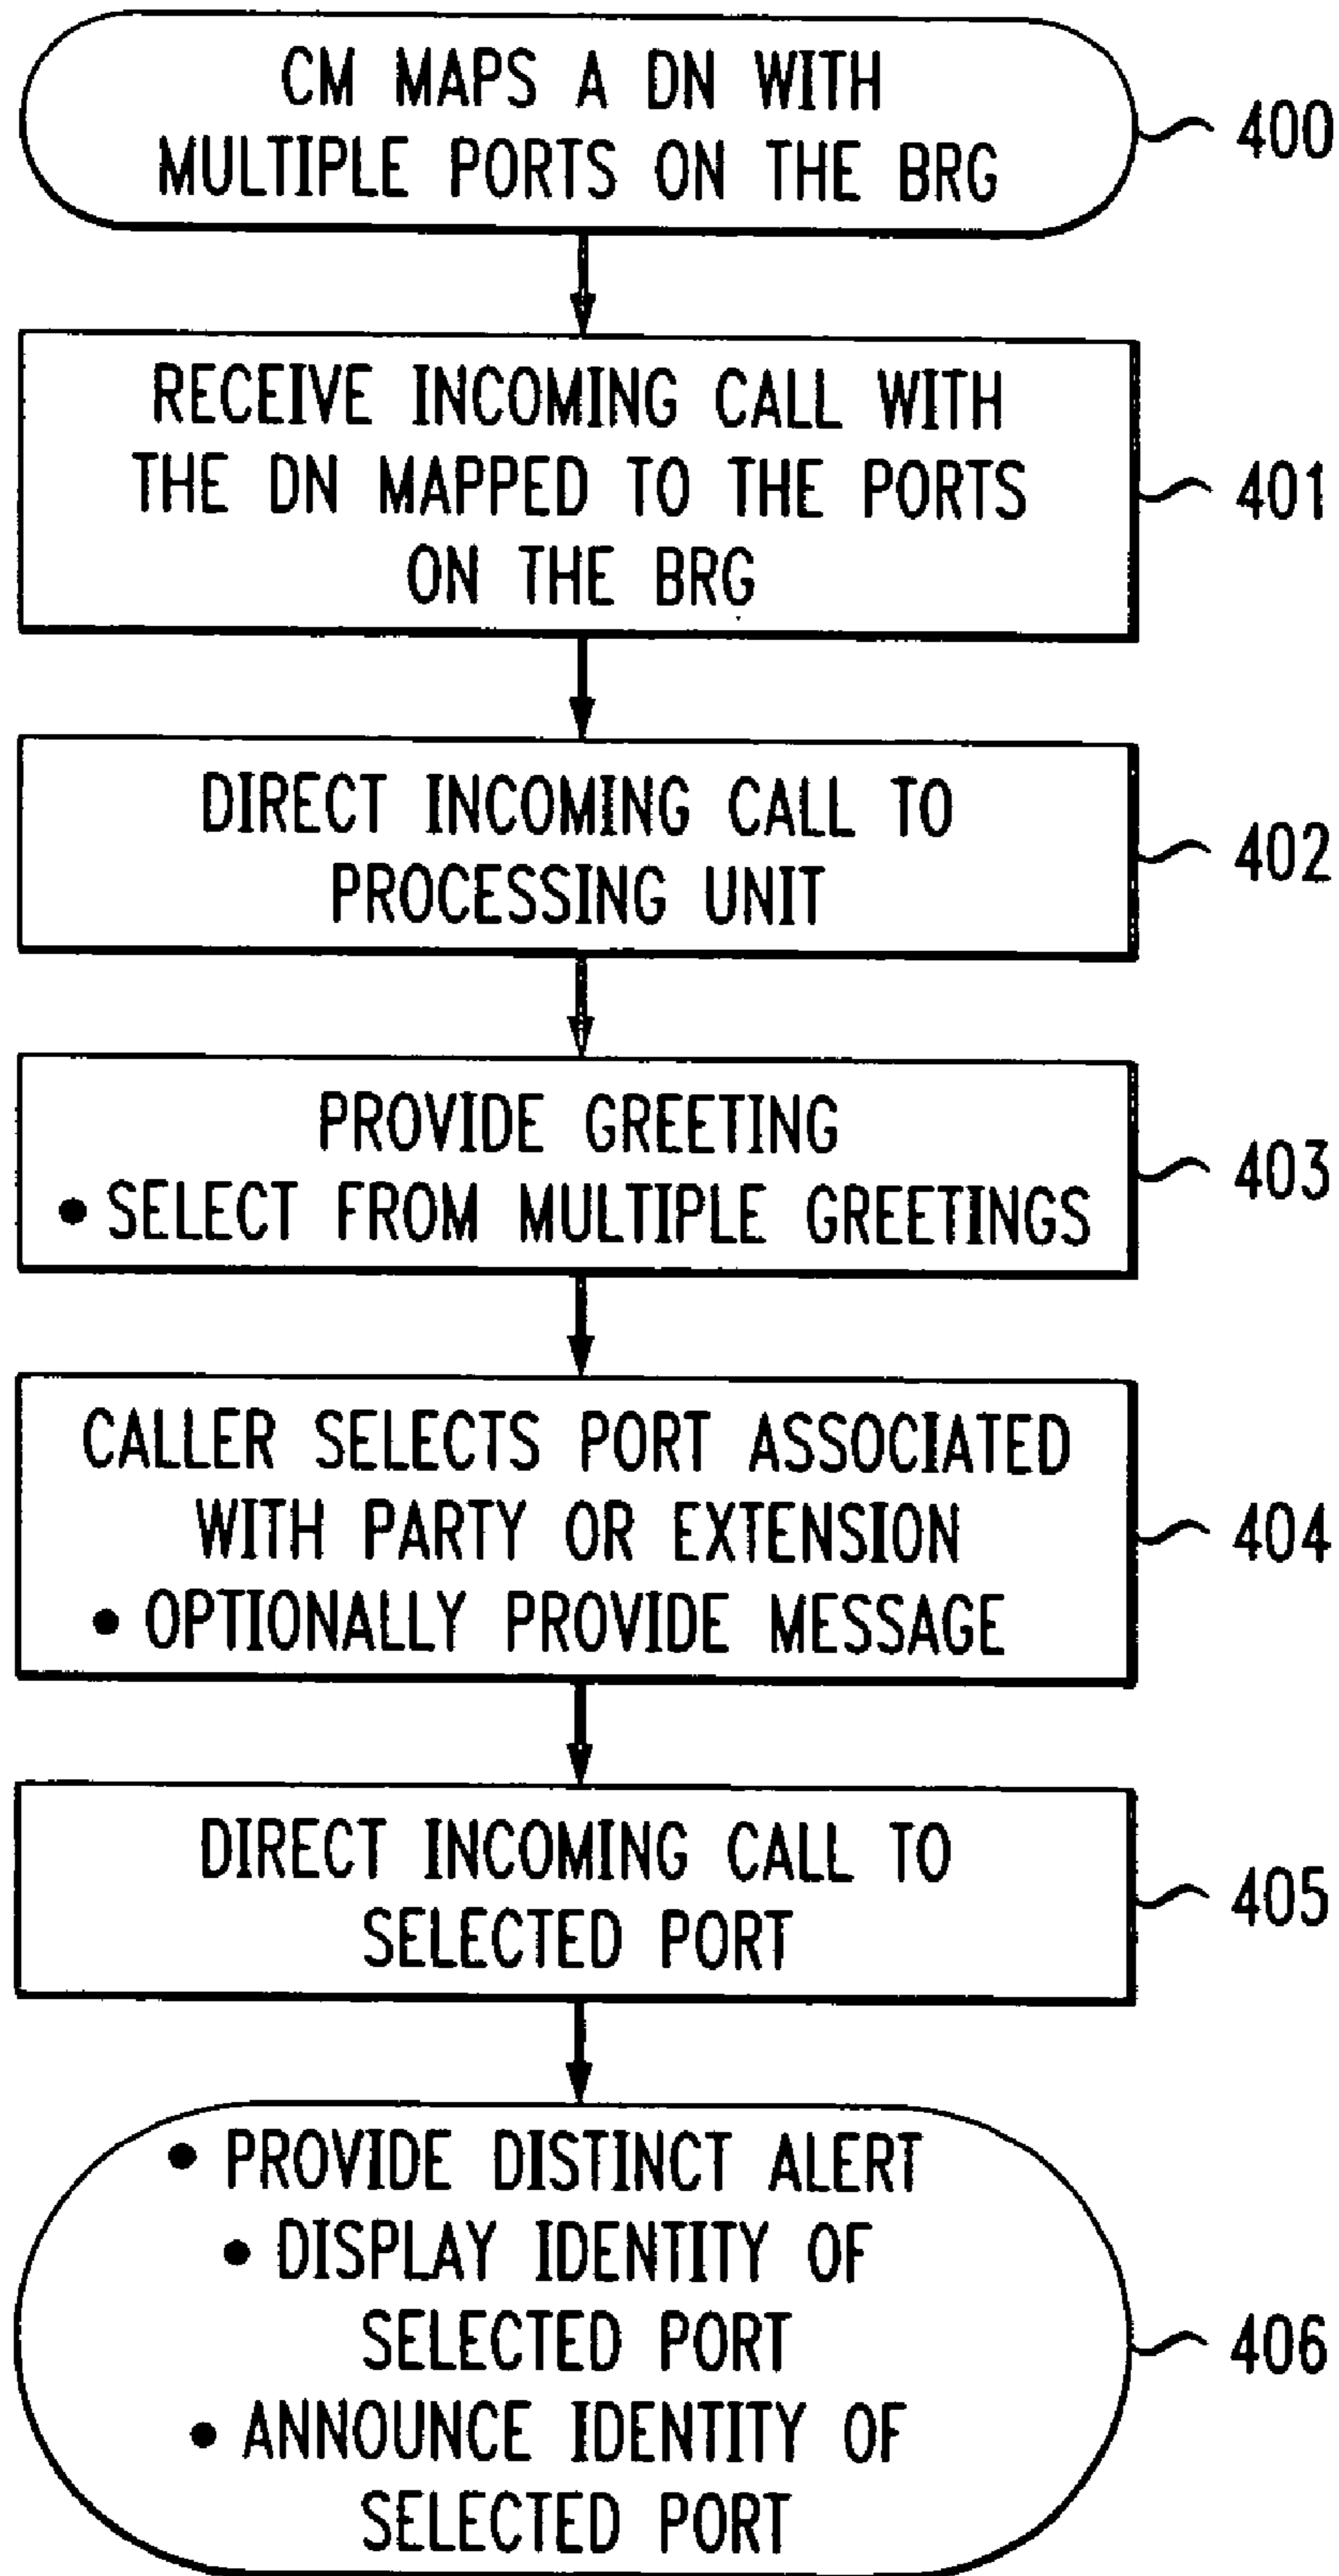 CM MAPS A DN WITH
MULTIPLE PORTS ON THE BRG
400
RECEIVE INCOMING CALL WITH
THE DN MAPPED TO THE PORTS
ON THE BRG
401
DIRECT INCOMING CALL TO
PROCESSING UNIT
402
PROVIDE GREETING
• SELECT FROM MULTIPLE GREETINGS
403
CALLER SELECTS PORT ASSOCIATED
WITH PARTY OR EXTENSION
• OPTIONALLY PROVIDE MESSAGE
404
DIRECT INCOMING CALL TO
SELECTED PORT
405
• PROVIDE DISTINCT ALERT
• DISPLAY IDENTITY OF
SELECTED PORT
• ANNOUNCE IDENTITY OF
SELECTED PORT
406